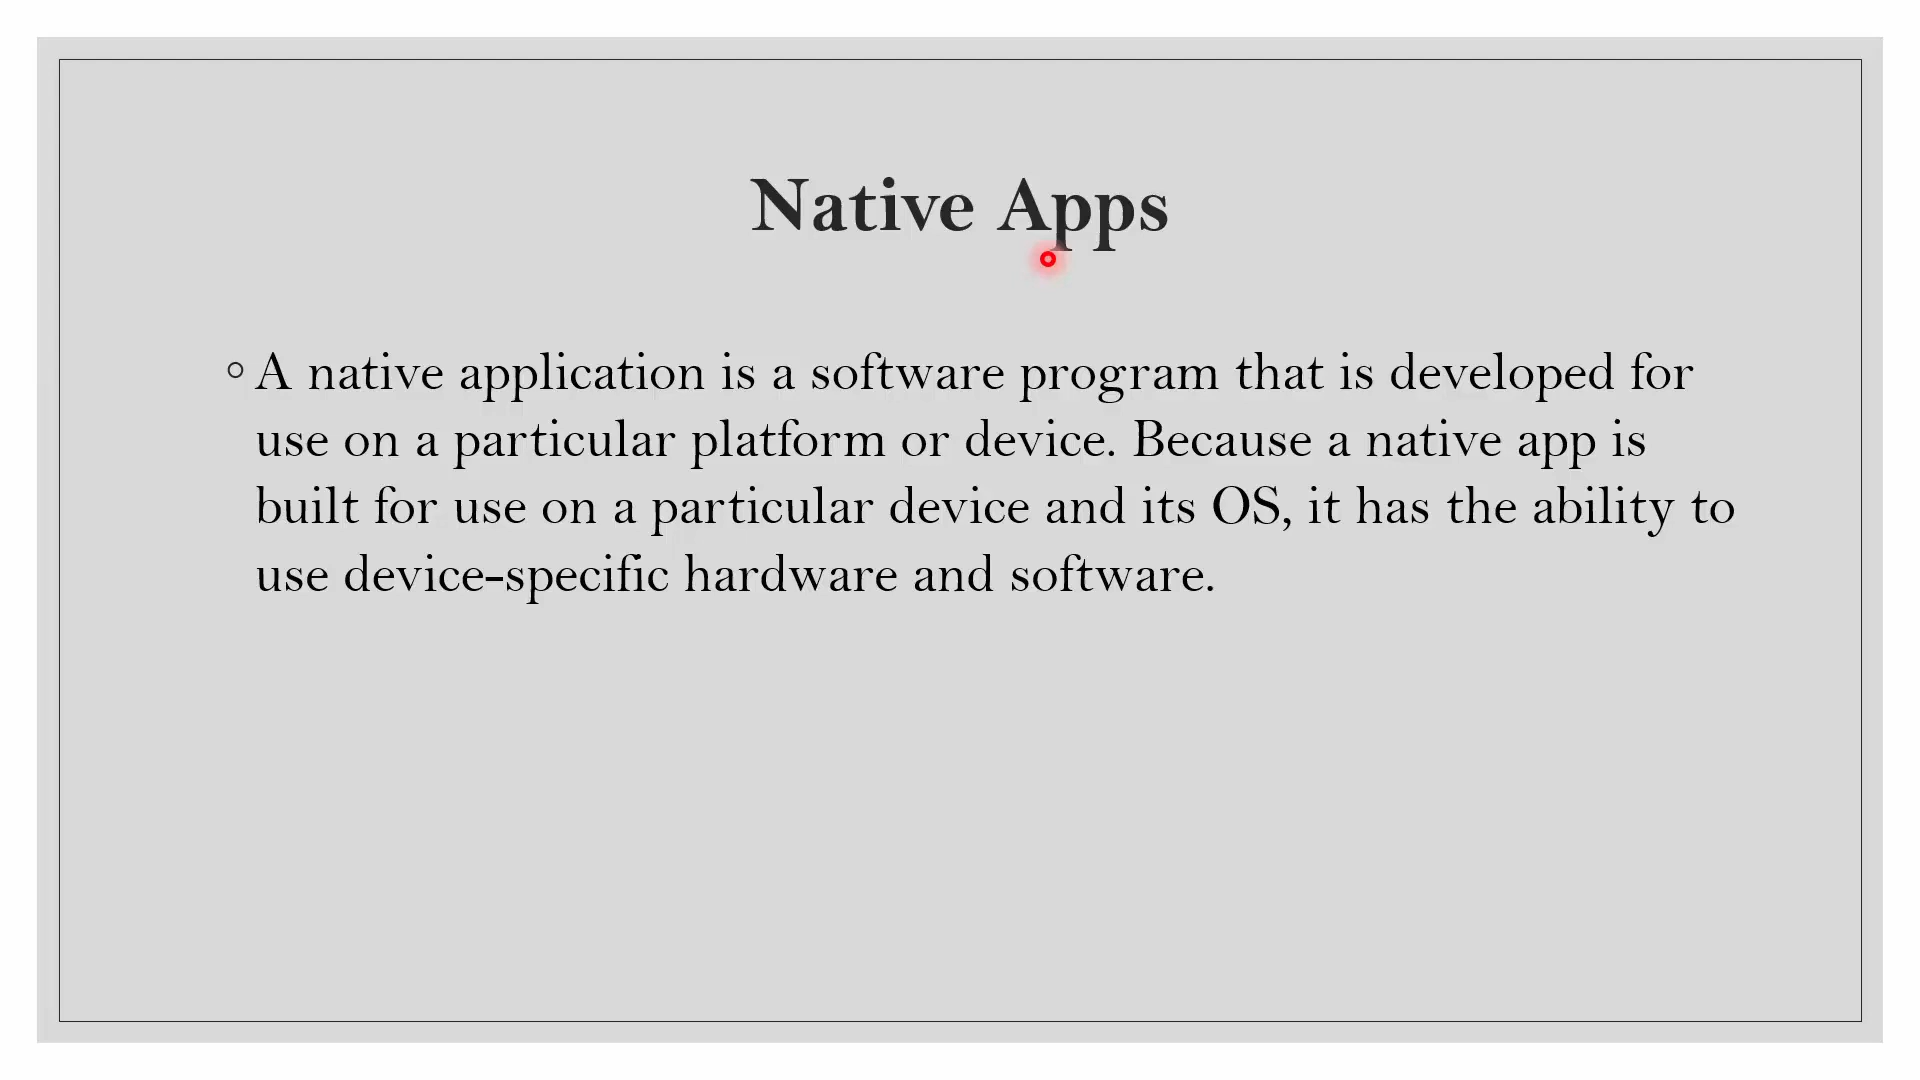 Native Apps
◦ A native application is a software program that is developed for
use on a particular platform or device. Because a native app is
built for use on a particular device and its OS, it has the ability to
use device-specific hardware and software.